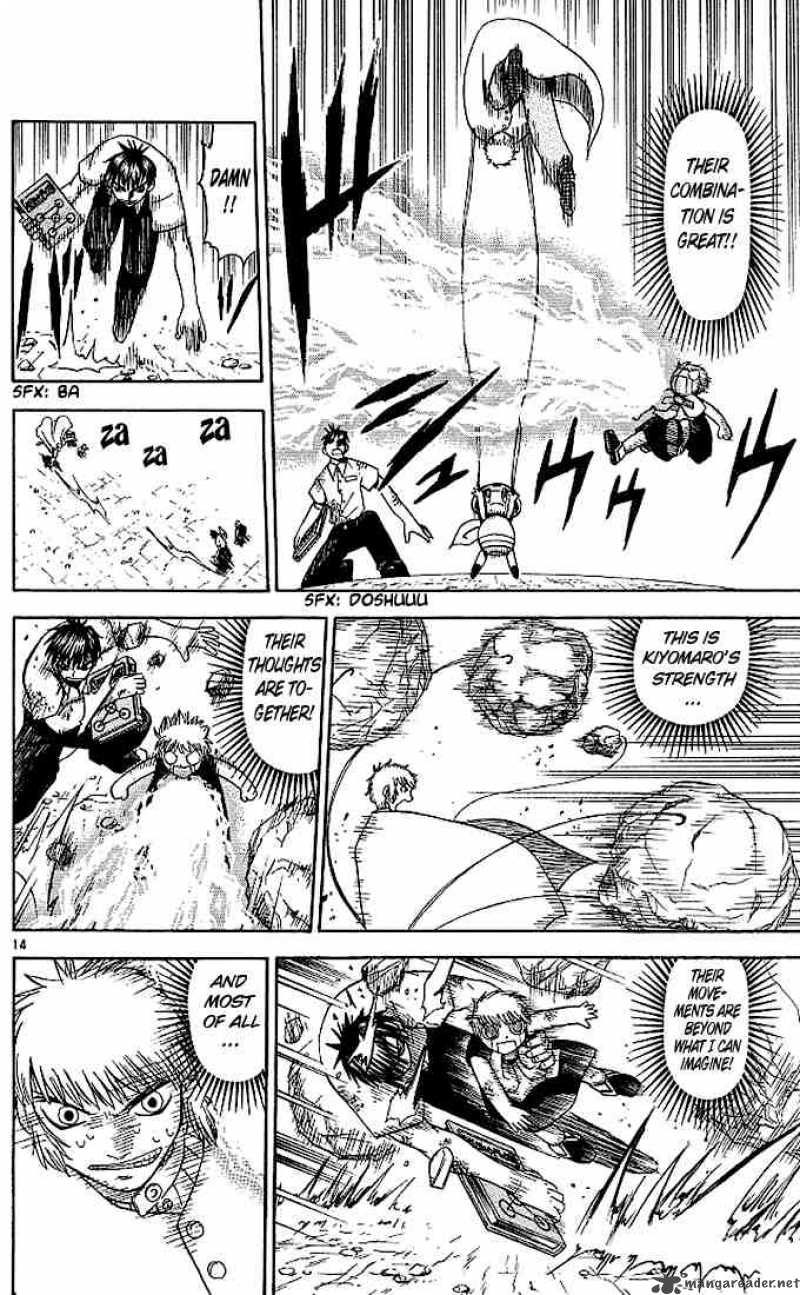 THEIR
COMBINA-
TION IS
GREAT!!
SFX: DOSHUUU
DAMN
!!
SFX: BA
ZA
ZA
ZA
THIS IS
KIYOMARO'S
STRENGTH
...
THEIR
THOUGHTS
ARE TO-
GETHER!
14
THEIR
MOVE-
MENTS ARE
BEYOND
WHAT I CAN
IMAGINE!
AND
MOST
OF ALL
...
mangareader.net